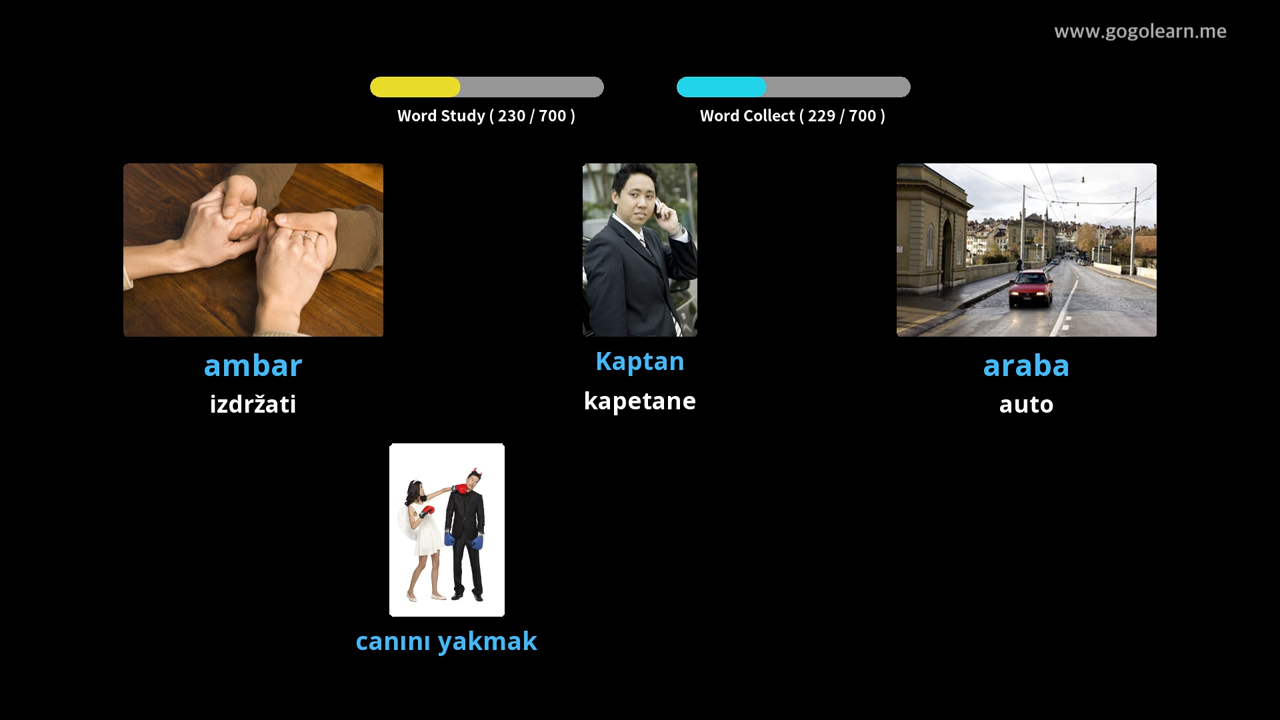 www.gogolearn.me
Word Study ( 230 / 700 )
Word Collect ( 229 / 700 )
ambar
izdržati
Kaptan
kapetane
araba
auto
canını yakmak